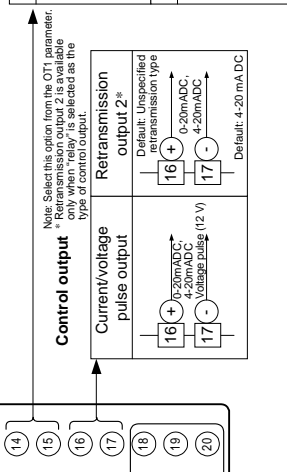 14
15
16
17
18
19
20
Control output
Note: Select this option from the OT1 parameter.
* Retransmission output 2 is available
only when "relay" is selected as the
type of control output.
Current/voltage
pulse output
16 +
17 -
0-20mADC,
4-20mADC
Voltage pulse (12 V)
Retransmission
output 2*
Default: Unspecified
retransmission type
16 +
17 -
0-20mADC,
4-20mADC
Default: 4-20 mA DC